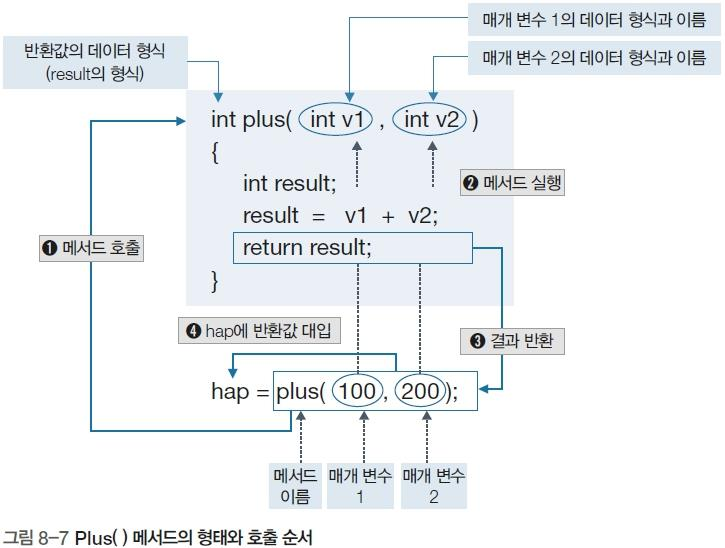 매개 변수 1의 데이터 형식과 이름
반환값의 데이터 형식
(result의 형식)
매개 변수 2의 데이터 형식과 이름
int plus( int v1 , int v2 )
{
int result;
❷ 메서드 실행
result = v1 + v2;
❶ 메서드 호출
return result;
}
❹ hap에 반환값 대입
❸ 결과 반환
hap = plus( 100, 200);
메서드
이름
매개 변수
1
매개 변수
2
그림 8-7 Plus( ) 메서드의 형태와 호출 순서